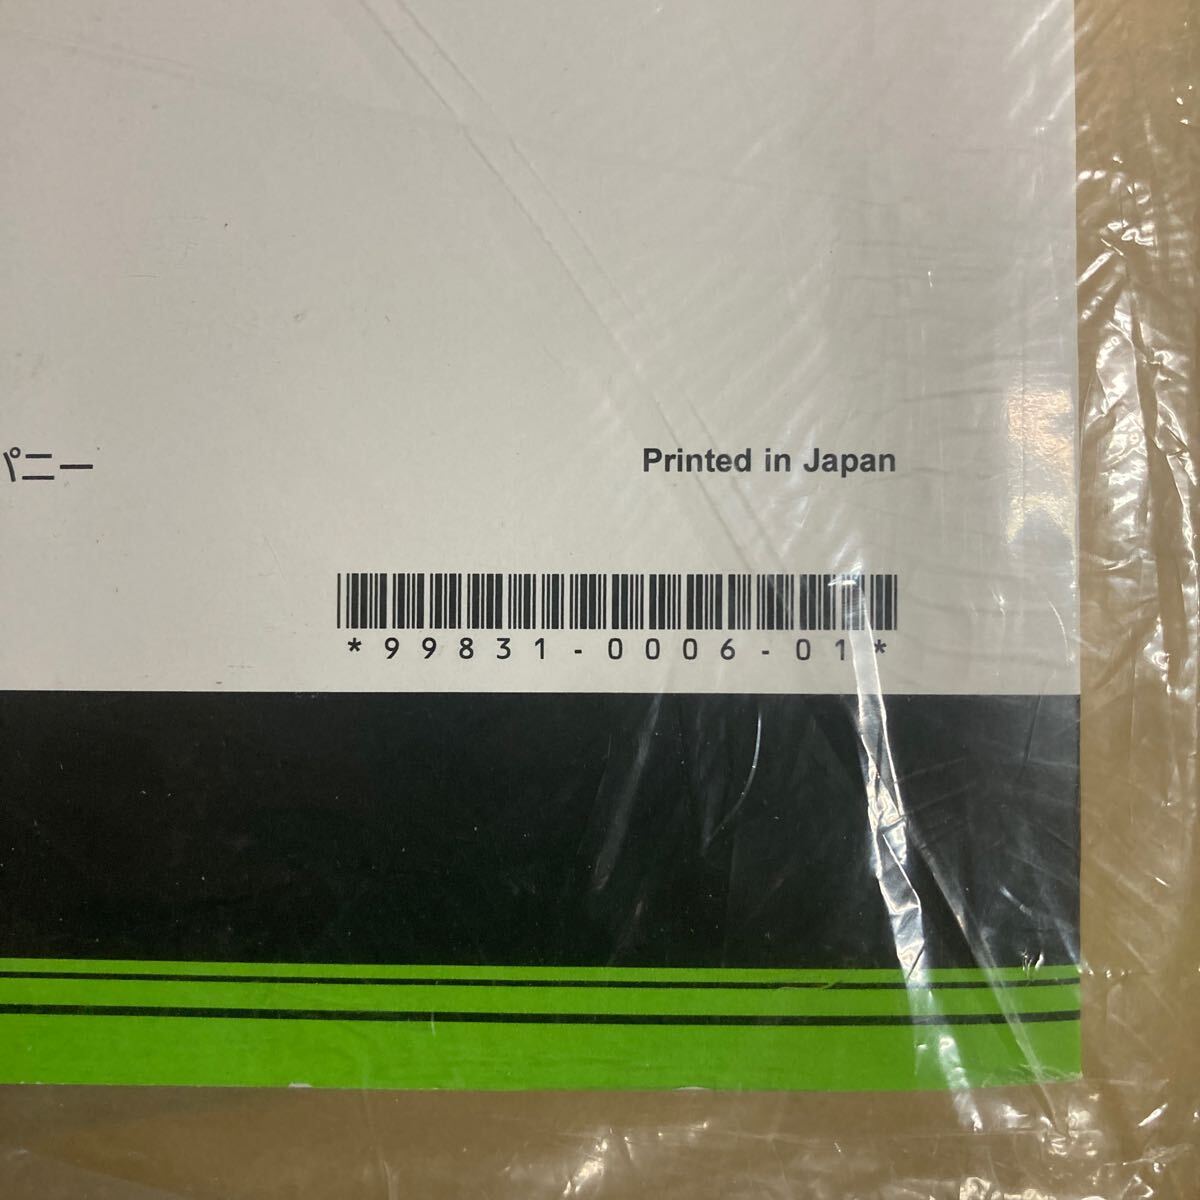 パニー
Printed in Japan
*99831-0006-01*